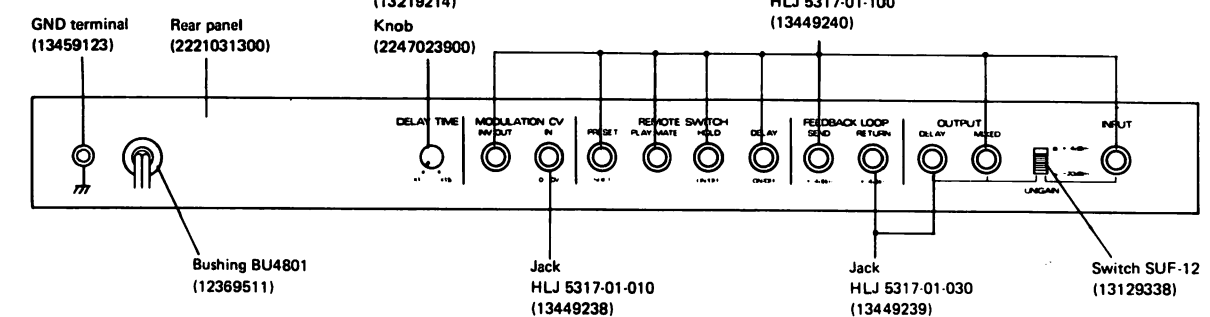 (13219214)
HLJ 5317-01-100
(13449240)
GND terminal
(13459123)
Rear panel
(2221031300)
Knob
(2247023900)
DELAY TIME
MODULATION CV
INV OUT
IN
REMOTE SWITCH
PRESET
PLAY MATE
HOLD
DELAY
FEEDBACK LOOP
SEND
RETURN
OUTPUT
DELAY
MIXED
INPUT
UNIGAIN
Bushing BU4801
(12369511)
Jack
HLJ 5317-01-010
(13449238)
Jack
HLJ 5317-01-030
(13449239)
Switch SUF-12
(13129338)